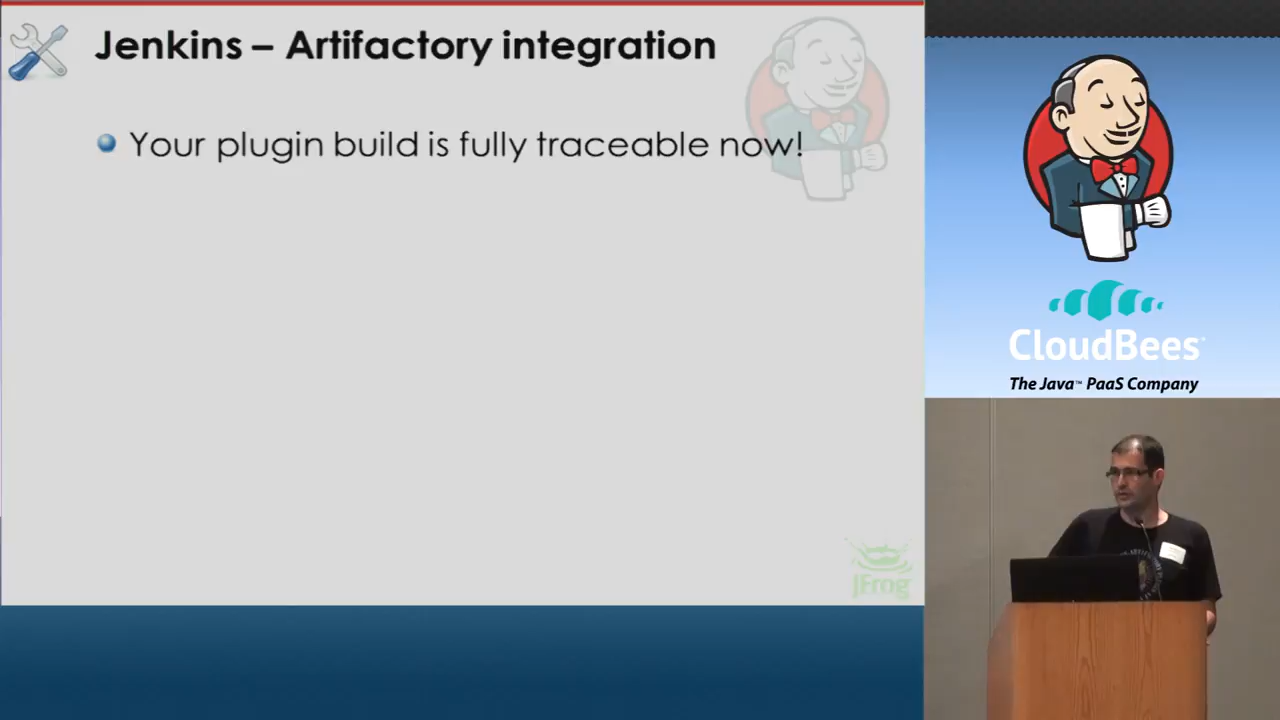 Jenkins – Artifactory integration
Your plugin build is fully traceable now!
JFrog
CloudBees
The Java™ PaaS Company